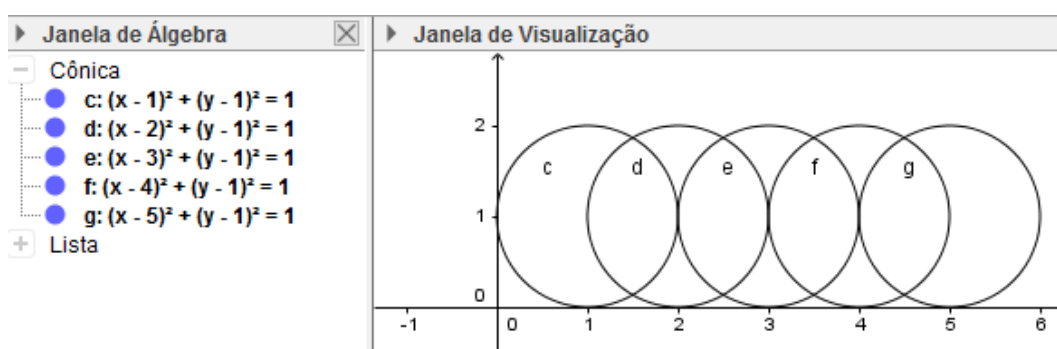 Janela de Álgebra
Cônica
c: (x - 1)² + (y - 1)² = 1
d: (x - 2)² + (y - 1)² = 1
e: (x - 3)² + (y - 1)² = 1
f: (x - 4)² + (y - 1)² = 1
g: (x - 5)² + (y - 1)² = 1
Lista
Janela de Visualização
2
c d e f g
1
0
-1 0 1 2 3 4 5 6